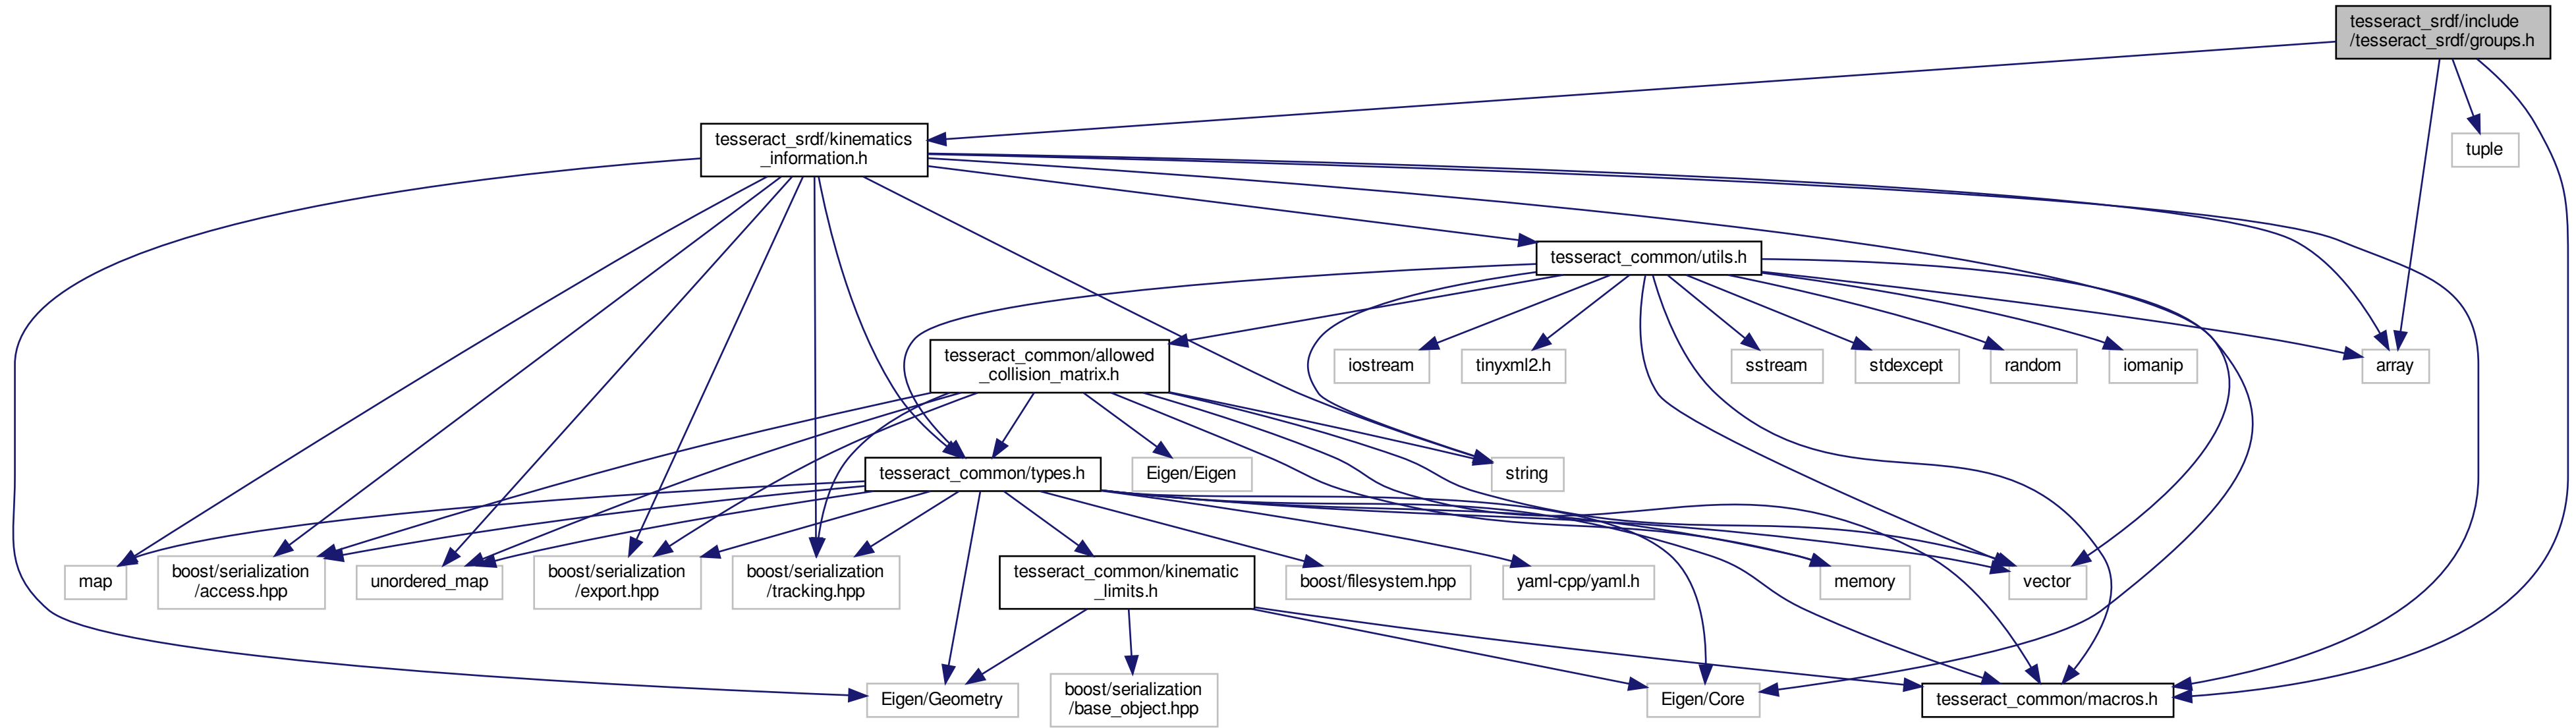 tesseract_srdf/include
/tesseract_srdf/groups.h
tesseract_srdf/kinematics
_information.h
tuple
tesseract_common/utils.h
tesseract_common/allowed
_collision_matrix.h
iostream
tinyxml2.h
sstream
stdexcept
random
iomanip
array
tesseract_common/types.h
Eigen/Eigen
string
map
boost/serialization
/access.hpp
unordered_map
boost/serialization
/export.hpp
boost/serialization
/tracking.hpp
tesseract_common/kinematic
_limits.h
boost/filesystem.hpp
yaml-cpp/yaml.h
memory
vector
Eigen/Geometry
boost/serialization
/base_object.hpp
Eigen/Core
tesseract_common/macros.h